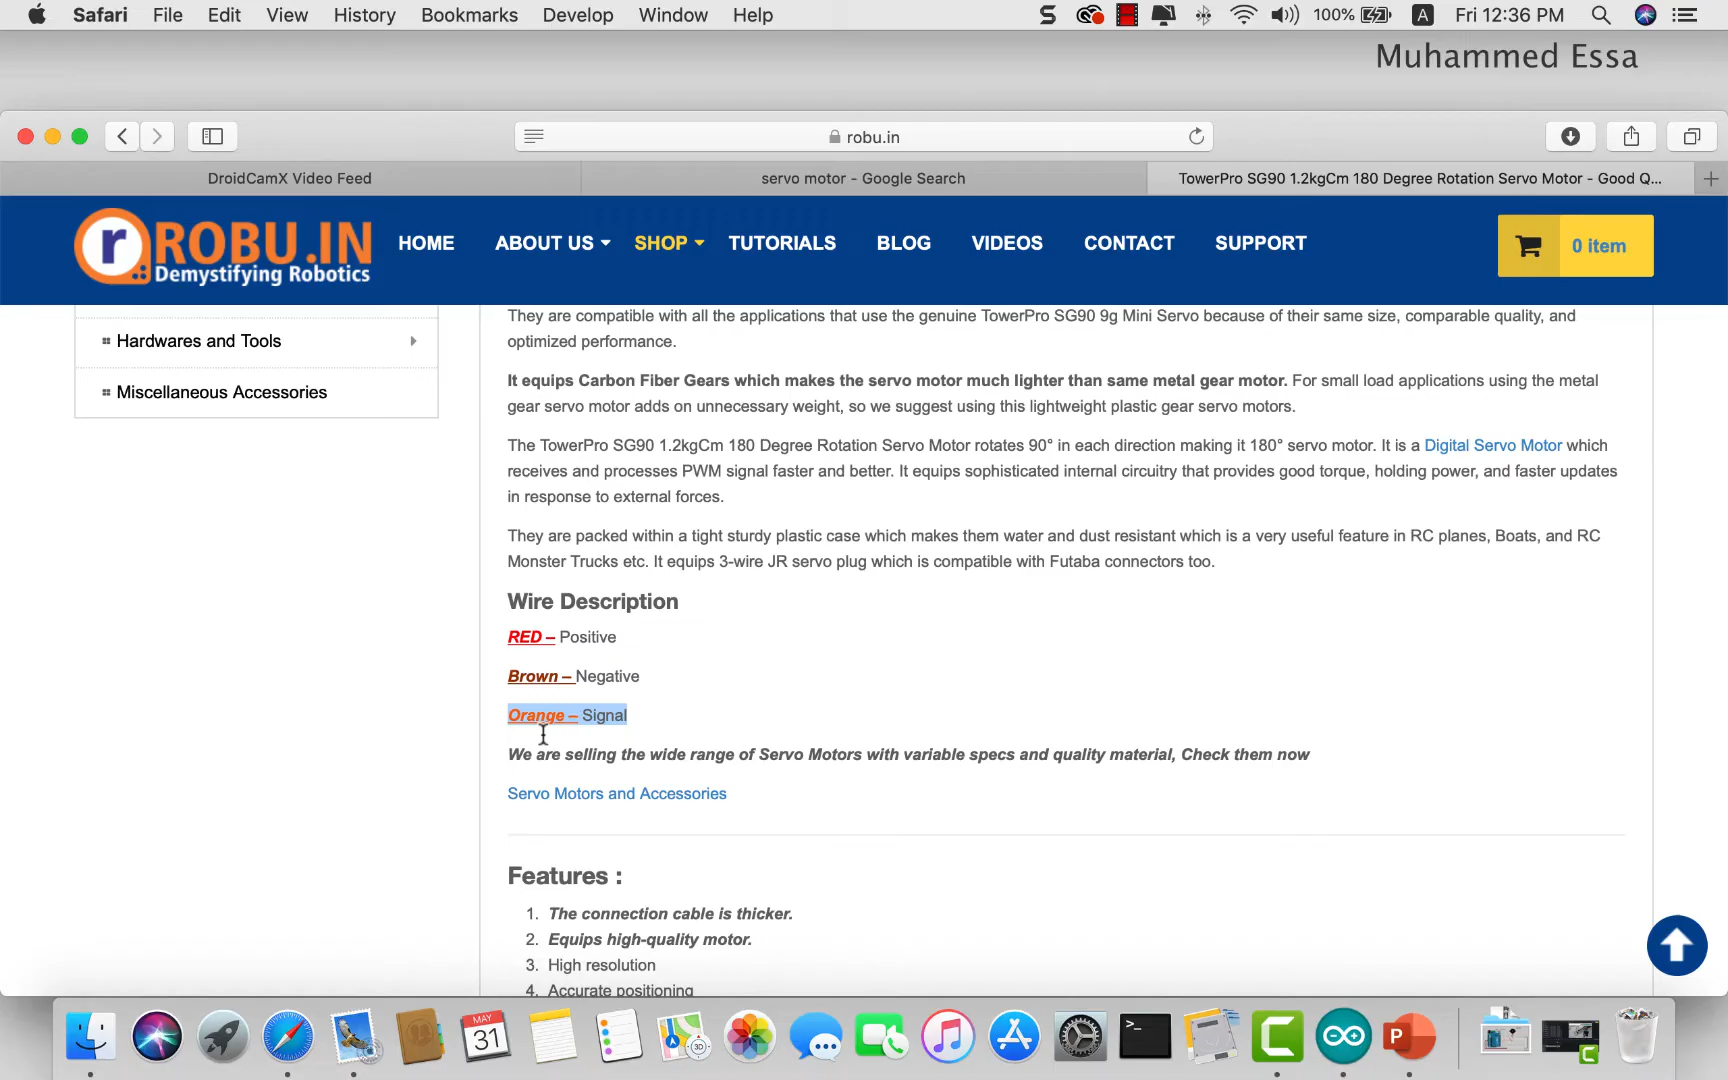 Safari File Edit View History Bookmarks Develop Window Help 100% A Fri 12:36 PM
Muhammed Essa
robu.in
DroidCamX Video Feed
servo motor - Google Search
TowerPro SG90 1.2kgCm 180 Degree Rotation Servo Motor - Good Q...
r ROBU.IN
Demystifying Robotics
HOME ABOUT US SHOP TUTORIALS BLOG VIDEOS CONTACT SUPPORT
0 item
Hardwares and Tools
Miscellaneous Accessories
They are compatible with all the applications that use the genuine TowerPro SG90 9g Mini Servo because of their same size, comparable quality, and
optimized performance.
It equips Carbon Fiber Gears which makes the servo motor much lighter than same metal gear motor. For small load applications using the metal
gear servo motor adds on unnecessary weight, so we suggest using this lightweight plastic gear servo motors.
The TowerPro SG90 1.2kgCm 180 Degree Rotation Servo Motor rotates 90° in each direction making it 180° servo motor. It is a Digital Servo Motor which
receives and processes PWM signal faster and better. It equips sophisticated internal circuitry that provides good torque, holding power, and faster updates
in response to external forces.
They are packed within a tight sturdy plastic case which makes them water and dust resistant which is a very useful feature in RC planes, Boats, and RC
Monster Trucks etc. It equips 3-wire JR servo plug which is compatible with Futaba connectors too.
Wire Description
RED – Positive
Brown – Negative
Orange – Signal
We are selling the wide range of Servo Motors with variable specs and quality material, Check them now
Servo Motors and Accessories
Features :
1. The connection cable is thicker.
2. Equips high-quality motor.
3. High resolution
4. Accurate positioning
MAY
31
3D
P
C